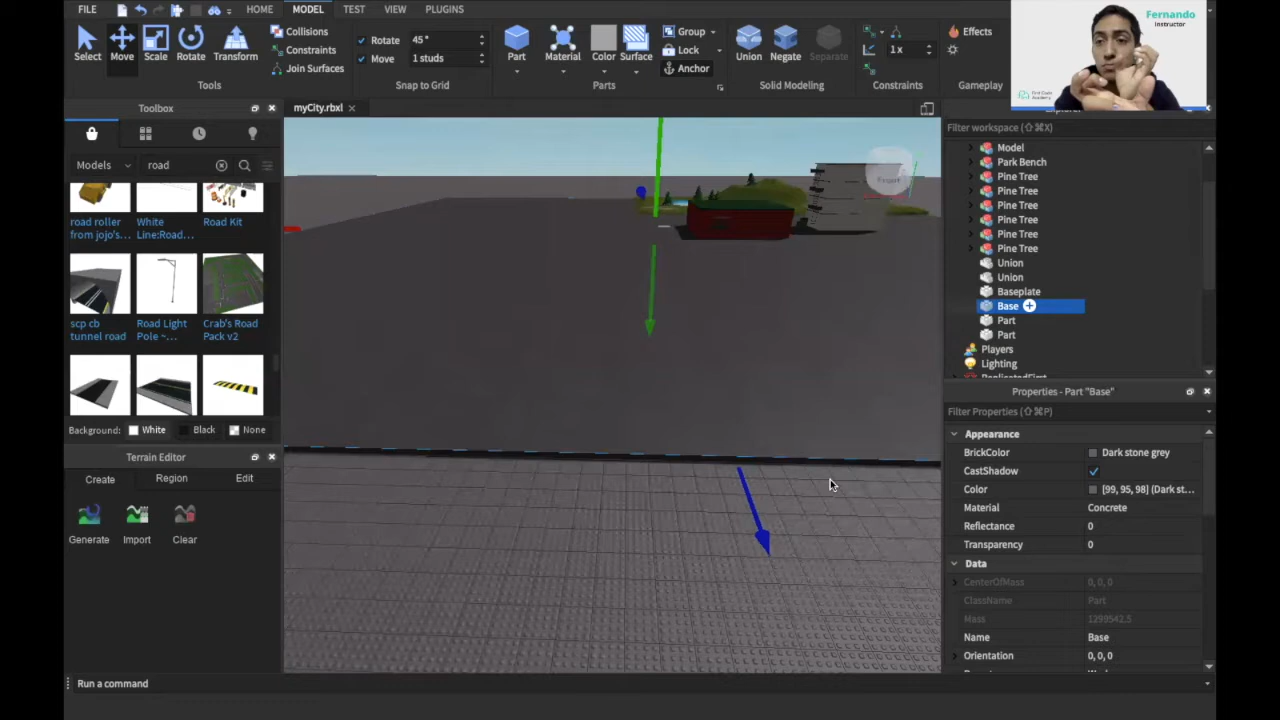 FILE HOME MODEL TEST VIEW PLUGINS
Select Move Scale Rotate Transform
Collisions
Constraints
Join Surfaces
Tools
Rotate 45°
Move 1 studs
Snap to Grid
Part Material Color Surface
Group
Lock
Anchor
Parts
Union Negate Separate
Solid Modeling
1 x
Constraints
Effects
Gameplay
Fernando
Instructor
Toolbox
Models road
road roller from jojo's...
White Line:Road...
Road Kit
scp cb tunnel road
Road Light Pole ~...
Crab's Road Pack v2
Background: White Black None
Terrain Editor
Create Region Edit
Generate Import Clear
myCity.rbxl
Filter workspace (⇧⌘X)
Model
Park Bench
Pine Tree
Pine Tree
Pine Tree
Pine Tree
Pine Tree
Pine Tree
Union
Union
Baseplate
Base
Part
Part
Players
Lighting
Properties - Part "Base"
Filter Properties (⇧⌘P)
Appearance
BrickColor Dark stone grey
CastShadow
Color [99, 95, 98] (Dark st...
Material Concrete
Reflectance 0
Transparency 0
Data
CenterOfMass 0, 0, 0
ClassName Part
Mass 1299542.5
Name Base
Orientation 0, 0, 0
Run a command